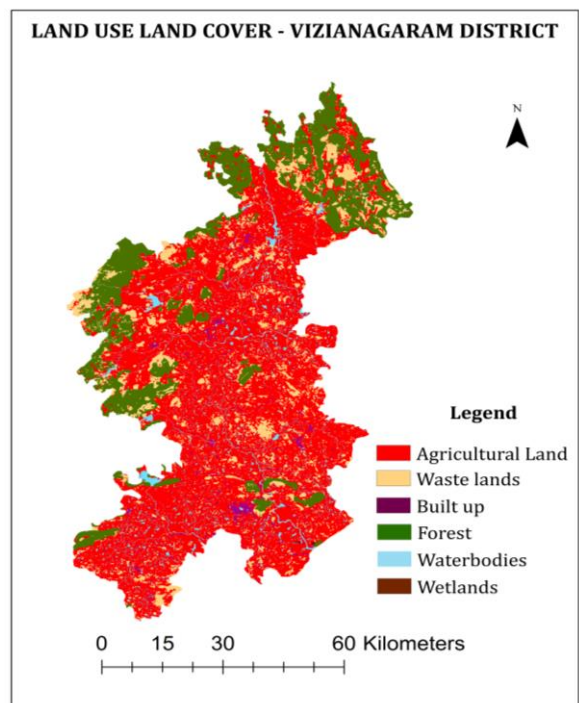 LAND USE LAND COVER - VIZIANAGARAM DISTRICT
N
Legend
Agricultural Land
Waste lands
Built up
Forest
Waterbodies
Wetlands
0 15 30 60 Kilometers